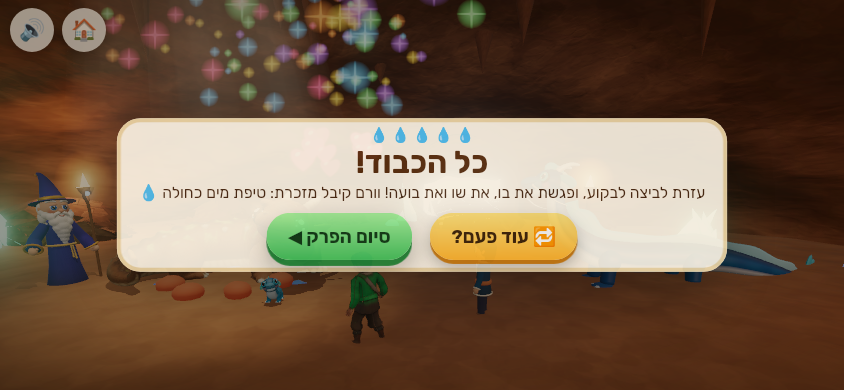 כל הכבוד!
עזרת לביצה לבקוע, ופגשת את בו, את שו ואת בועה! וורם קיבל מזכרת: טיפת מים כחולה 💧
🔁 עוד פעם?
סיום הפרק ◀